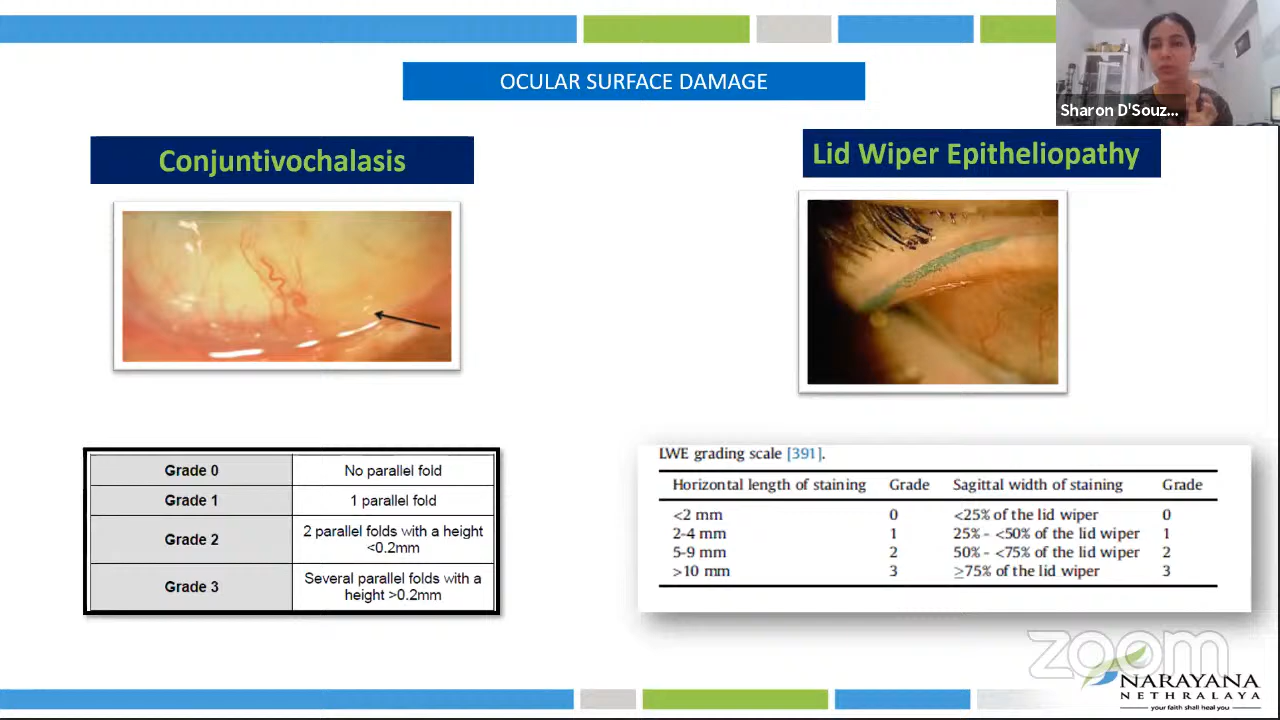 OCULAR SURFACE DAMAGE
Sharon D'Souz...
Conjuntivochalasis
Lid Wiper Epitheliopathy
Grade 0 No parallel fold
Grade 1 1 parallel fold
Grade 2 2 parallel folds with a height
<0.2mm
Grade 3 Several parallel folds with a
height >0.2mm
LWE grading scale [391].
Horizontal length of staining Grade Sagittal width of staining Grade
<2 mm 0 <25% of the lid wiper 0
2-4 mm 1 25% - <50% of the lid wiper 1
5-9 mm 2 50% - <75% of the lid wiper 2
>10 mm 3 ≥75% of the lid wiper 3
zoom
NARAYANA
NETHRALAYA
your faith shall heal you